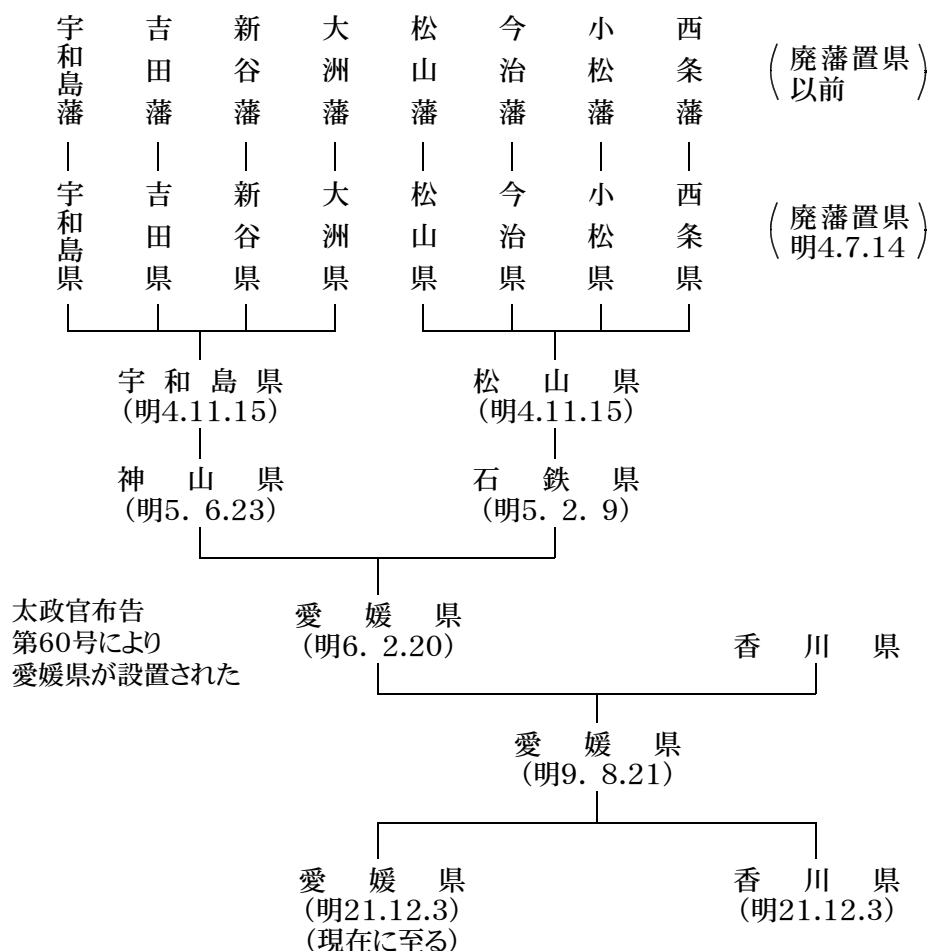 宇和島藩
吉田藩
新谷藩
大洲藩
松山藩
今治藩
小松藩
西条藩
(廃藩置県
以前)
宇和島県
吉田県
新谷県
大洲県
松山県
今治県
小松県
西条県
(廃藩置県
明4.7.14)
宇和島県
(明4.11.15)
松山県
(明4.11.15)
神山県
(明5. 6.23)
石鉄県
(明5. 2. 9)
太政官布告
第60号により
愛媛県が設置された
愛媛県
(明6. 2.20)
香川県
愛媛県
(明9. 8.21)
愛媛県
(明21.12.3)
(現在に至る)
香川県
(明21.12.3)